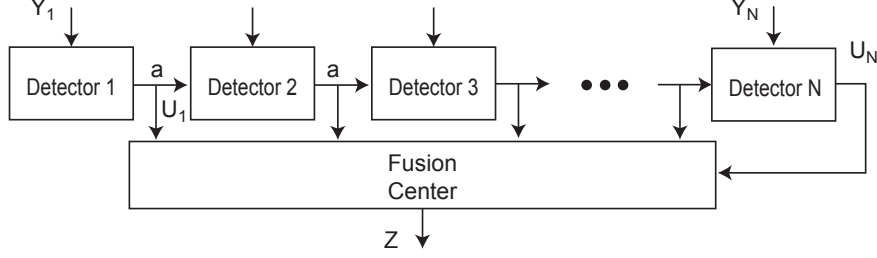 Y1 YN
Detector 1 a Detector 2 a Detector 3 ••• Detector N UN
U1
Fusion
Center
Z